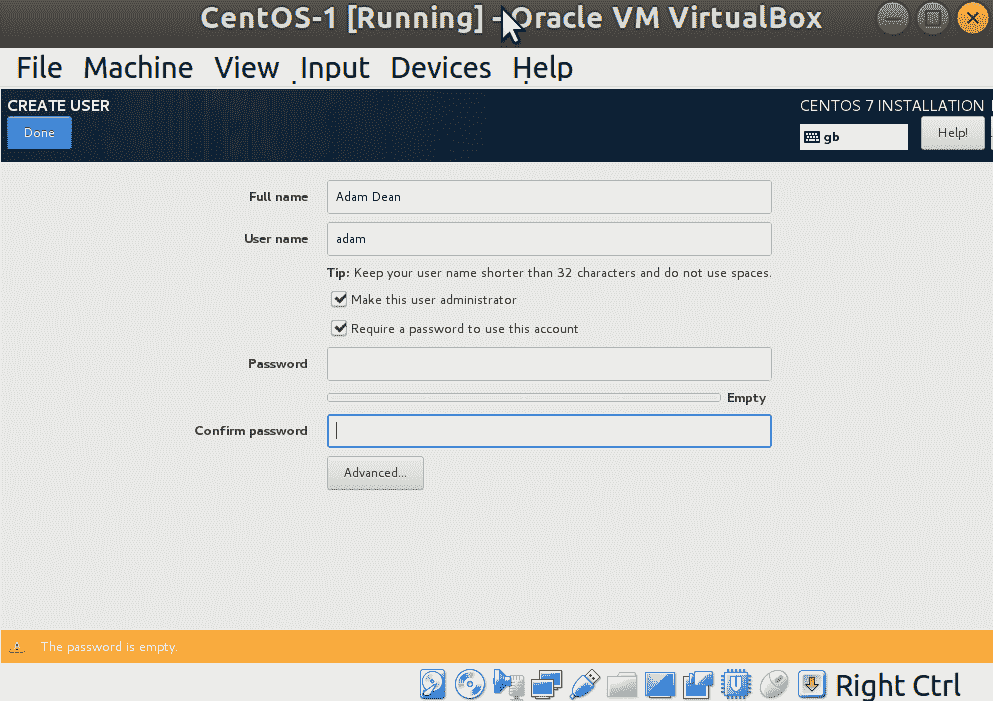 CentOS-1 [Running] - Oracle VM VirtualBox
File Machine View Input Devices Help
CREATE USER
CENTOS 7 INSTALLATION
Done
gb
Help!
Full name
Adam Dean
User name
adam
Tip: Keep your user name shorter than 32 characters and do not use spaces.
Make this user administrator
Require a password to use this account
Password
Empty
Confirm password
Advanced...
The password is empty.
Right Ctrl